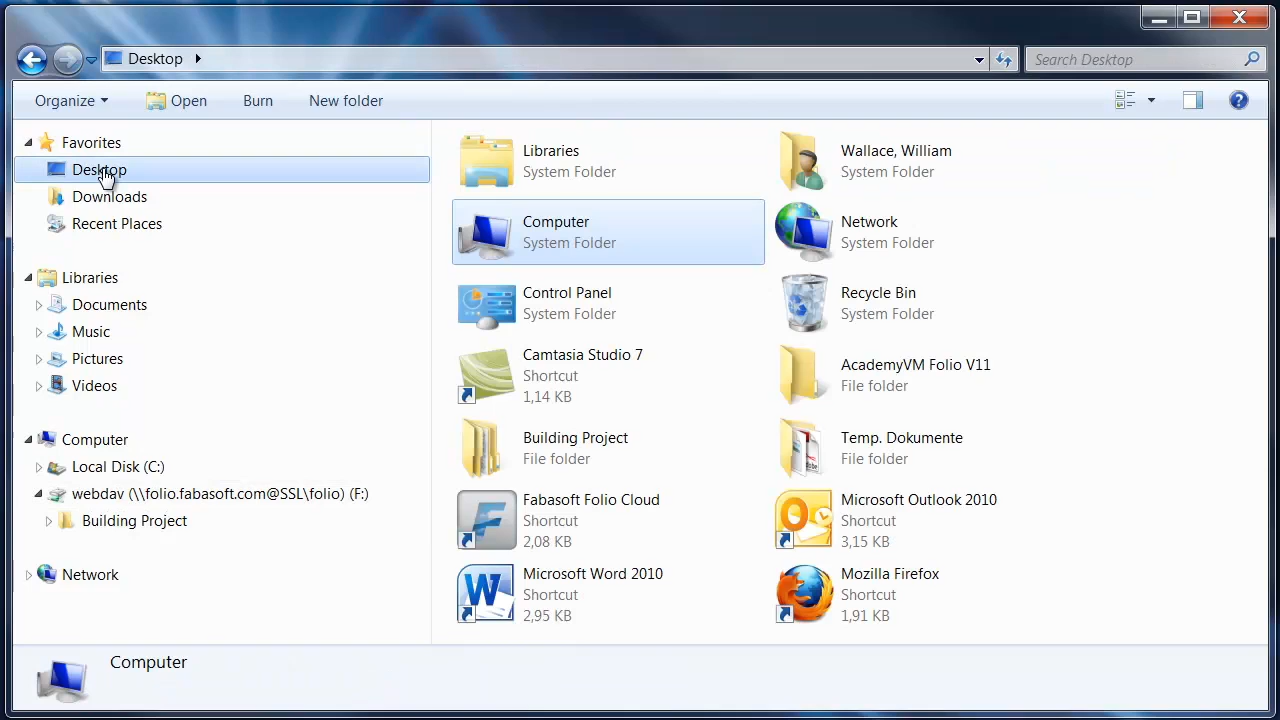 Desktop
Search Desktop
Organize
Open
Burn
New folder
Favorites
Desktop
Downloads
Recent Places
Libraries
Documents
Music
Pictures
Videos
Computer
Local Disk (C:)
webdav (\\folio.fabasoft.com@SSL\folio) (F:)
Building Project
Network
Libraries
System Folder
Wallace, William
System Folder
Computer
System Folder
Network
System Folder
Control Panel
System Folder
Recycle Bin
System Folder
Camtasia Studio 7
Shortcut
1,14 KB
AcademyVM Folio V11
File folder
Building Project
File folder
Temp. Dokumente
File folder
Fabasoft Folio Cloud
Shortcut
2,08 KB
Microsoft Outlook 2010
Shortcut
3,15 KB
Microsoft Word 2010
Shortcut
2,95 KB
Mozilla Firefox
Shortcut
1,91 KB
Computer